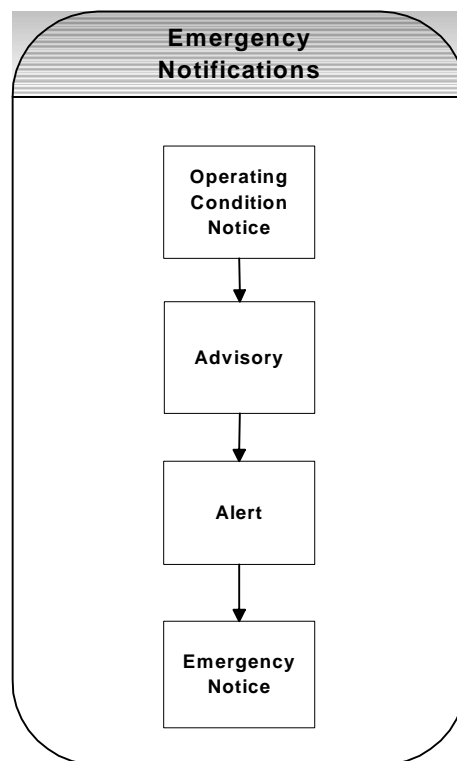 Emergency
Notifications
Operating
Condition
Notice
Advisory
Alert
Emergency
Notice